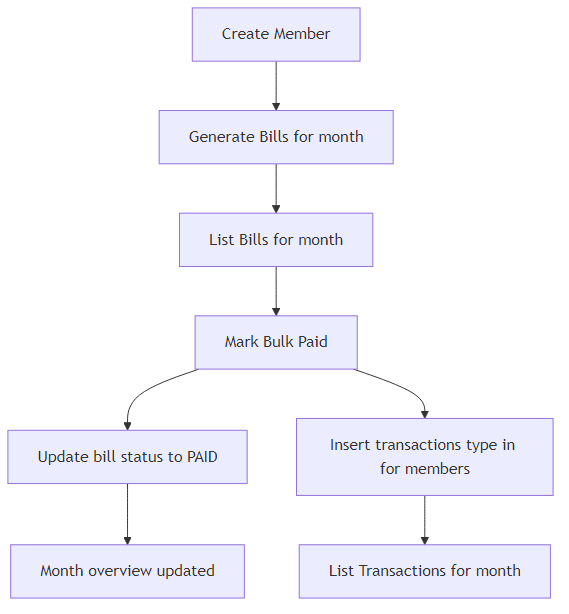 Create Member
Generate Bills for month
List Bills for month
Mark Bulk Paid
Update bill status to PAID
Insert transactions type in
for members
Month overview updated
List Transactions for month